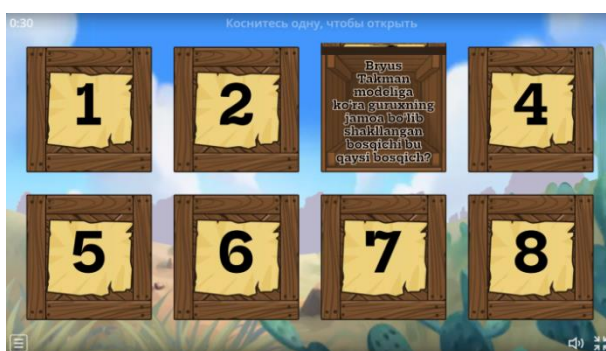 0:30
Коснитесь одну, чтобы открыть
1
2
Bryus
Takman
modeliga
ko'ra guruxning
jamoa bo'lib
shakllangan
bosqichi bu
qaysi bosqich?
4
5
6
7
8